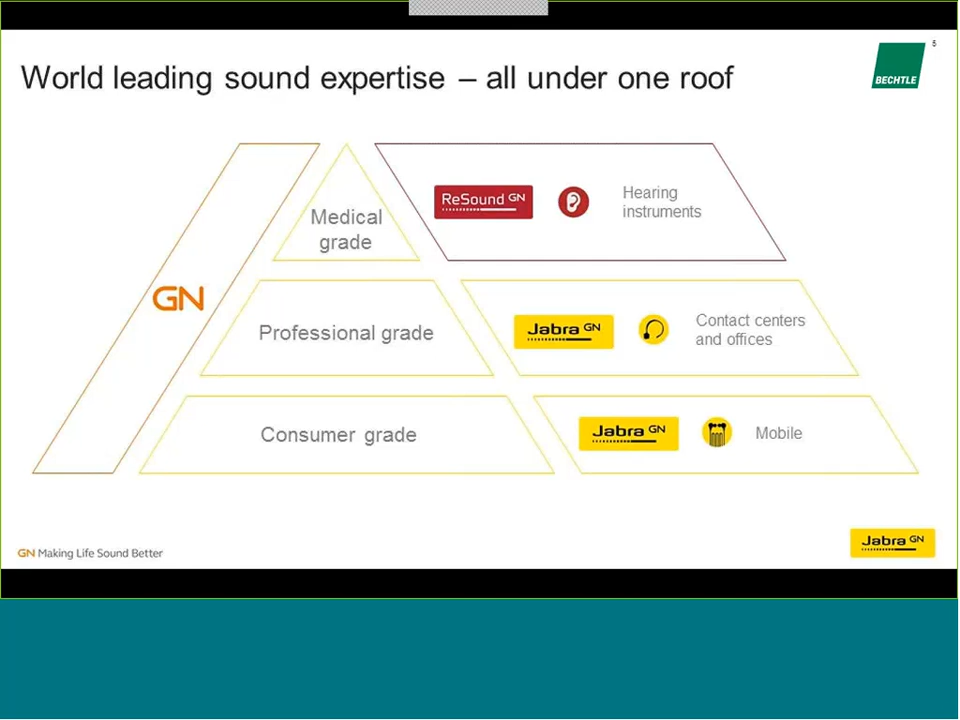 5
World leading sound expertise – all under one roof
BECHTLE
GN
Medical
grade
ReSound GN
Hearing
instruments
Professional grade
Jabra GN
Contact centers
and offices
Consumer grade
Jabra GN
Mobile
GN Making Life Sound Better
Jabra GN